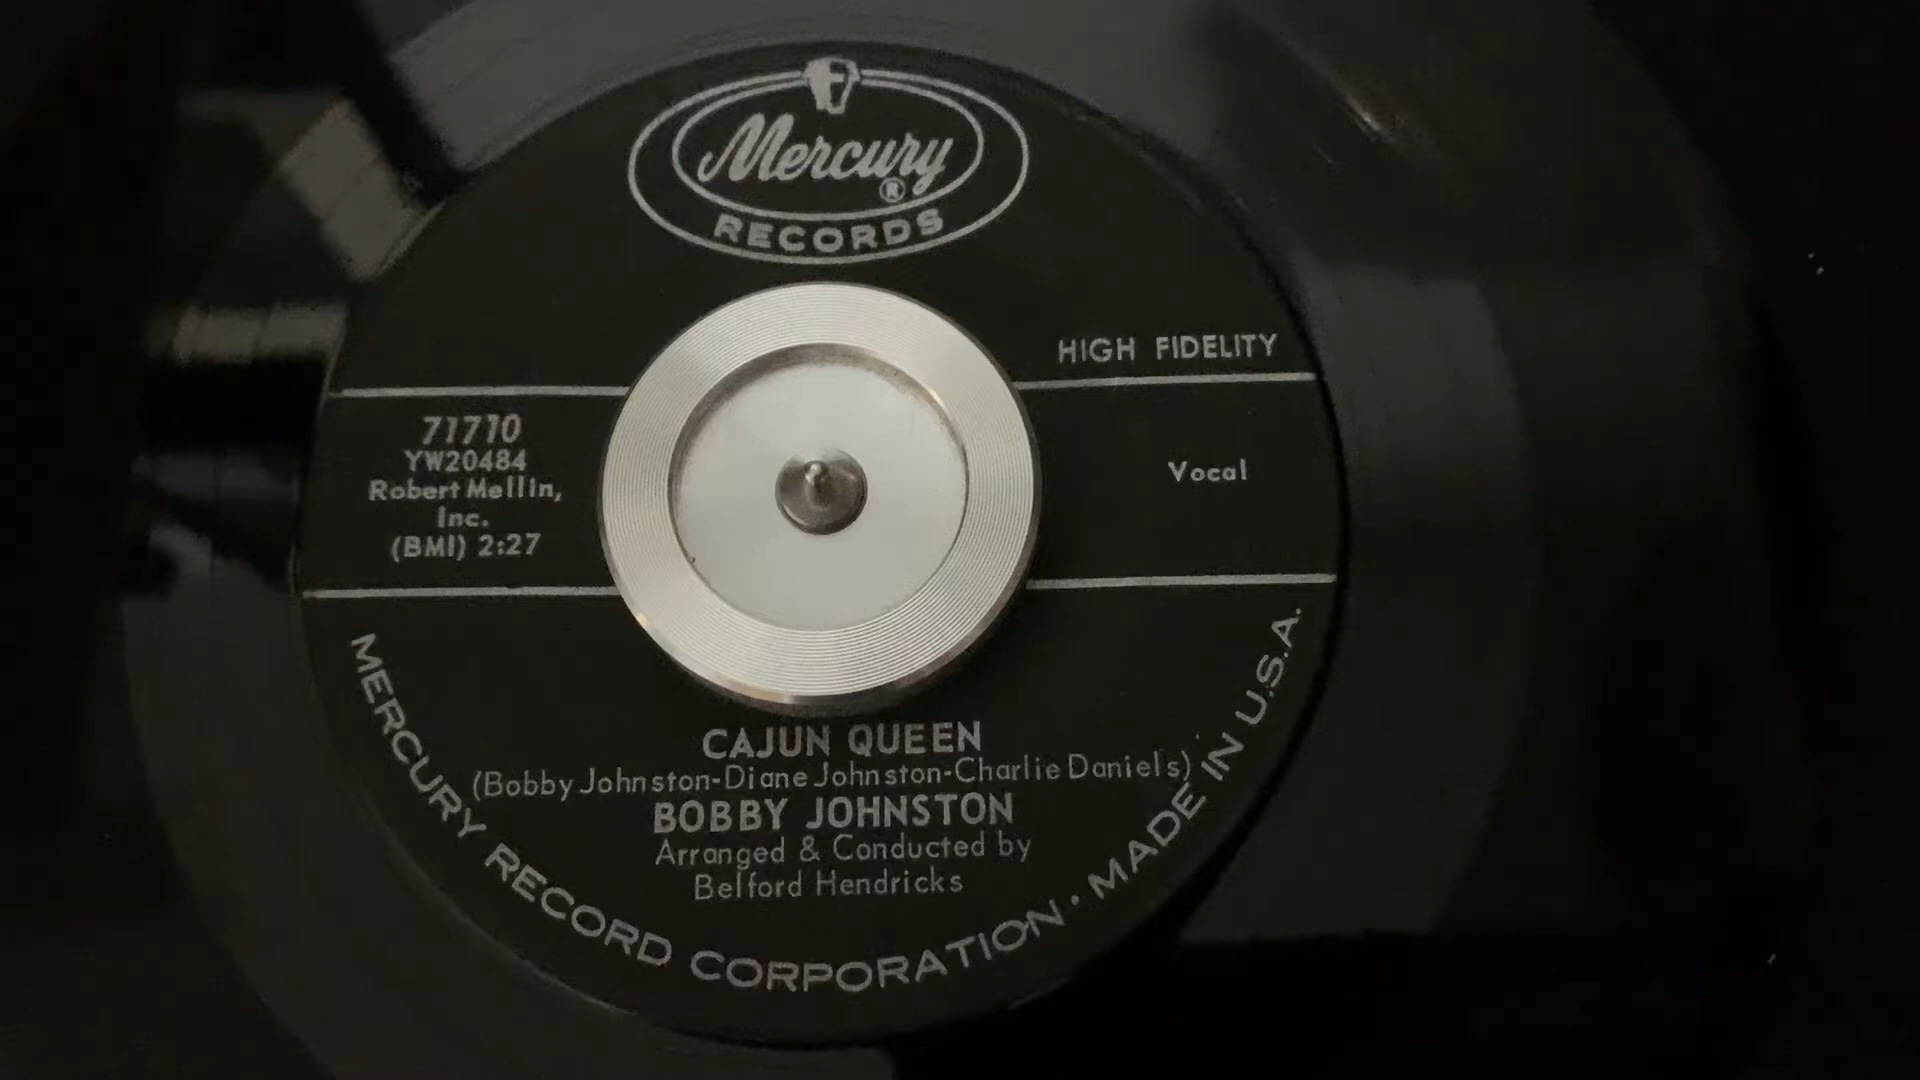 Mercury ®
RECORDS
HIGH FIDELITY
71710
YW20484
Robert Mellin,
Inc.
(BMI) 2:27
Vocal
CAJUN QUEEN
(Bobby Johnston-Diane Johnston-Charlie Daniels)
BOBBY JOHNSTON
Arranged & Conducted by
Belford Hendricks
MERCURY RECORD CORPORATION · MADE IN U.S.A.